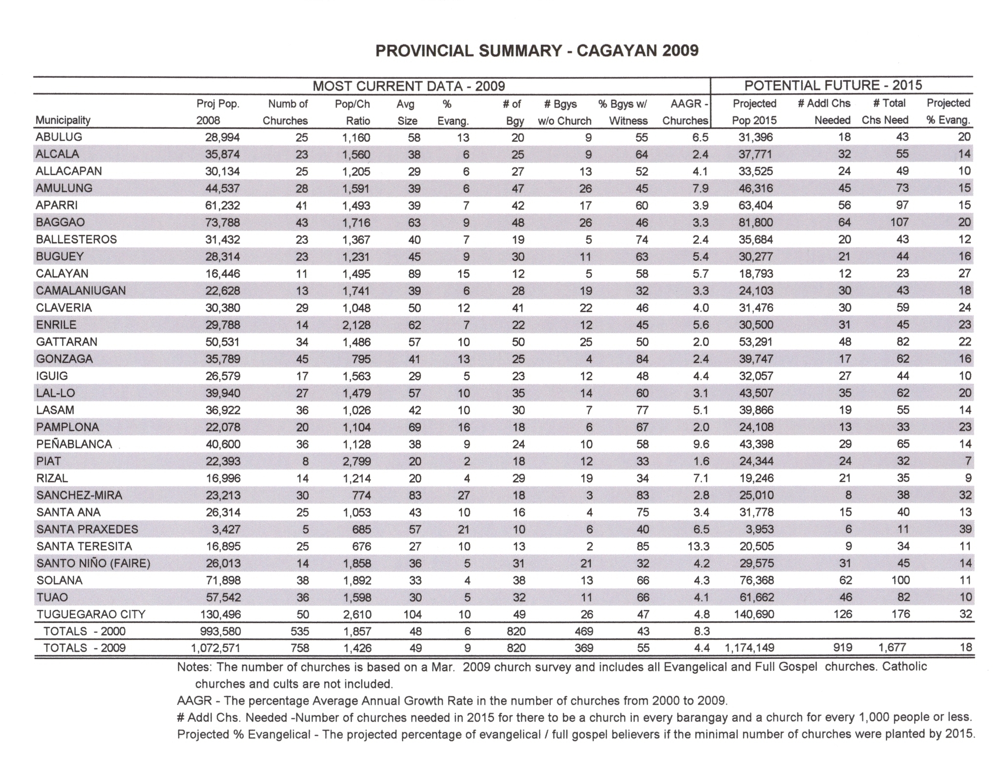 PROVINCIAL SUMMARY - CAGAYAN 2009
MOST CURRENT DATA - 2009 POTENTIAL FUTURE - 2015
Proj Pop. Numb of Pop/Ch Avg % # of # Bgys % Bgys w/ AAGR - Projected # Addl Chs # Total Projected
Municipality 2008 Churches Ratio Size Evang. Bgy w/o Church Witness Churches Pop 2015 Needed Chs Need % Evang.
ABULUG 28,994 25 1,160 58 13 20 9 55 6.5 31,396 18 43 20
ALCALA 35,874 23 1,560 38 6 25 9 64 2.4 37,771 32 55 14
ALLACAPAN 30,134 25 1,205 29 6 27 13 52 4.1 33,525 24 49 10
AMULUNG 44,537 28 1,591 39 6 47 26 45 7.9 46,316 45 73 15
APARRI 61,232 41 1,493 39 7 42 17 60 3.9 63,404 56 97 15
BAGGAO 73,788 43 1,716 63 9 48 26 46 3.3 81,800 64 107 20
BALLESTEROS 31,432 23 1,367 40 7 19 5 74 2.4 35,684 20 43 12
BUGUEY 28,314 23 1,231 45 9 30 11 63 5.4 30,277 21 44 16
CALAYAN 16,446 11 1,495 89 15 12 5 58 5.7 18,793 12 23 27
CAMALANIUGAN 22,628 13 1,741 39 6 28 19 32 3.3 24,103 30 43 18
CLAVERIA 30,380 29 1,048 50 12 41 22 46 4.0 31,476 30 59 24
ENRILE 29,788 14 2,128 62 7 22 12 45 5.6 30,500 31 45 23
GATTARAN 50,531 34 1,486 57 10 50 25 50 2.0 53,291 48 82 22
GONZAGA 35,789 45 795 41 13 25 4 84 2.4 39,747 17 62 16
IGUIG 26,579 17 1,563 29 5 23 12 48 4.4 32,057 27 44 10
LAL-LO 39,940 27 1,479 57 10 35 14 60 3.1 43,507 35 62 20
LASAM 36,922 36 1,026 42 10 30 7 77 5.1 39,866 19 55 14
PAMPLONA 22,078 20 1,104 69 16 18 6 67 2.0 24,108 13 33 23
PEÑABLANCA 40,600 36 1,128 38 9 24 10 58 9.6 43,398 29 65 14
PIAT 22,393 8 2,799 20 2 18 12 33 1.6 24,344 24 32 7
RIZAL 16,996 14 1,214 20 4 29 19 34 7.1 19,246 21 35 9
SANCHEZ-MIRA 23,213 30 774 83 27 18 3 83 2.8 25,010 8 38 32
SANTA ANA 26,314 25 1,053 43 10 16 4 75 3.4 31,778 15 40 13
SANTA PRAXEDES 3,427 5 685 57 21 10 6 40 6.5 3,953 6 11 39
SANTA TERESITA 16,895 25 676 27 10 13 2 85 13.3 20,505 9 34 11
SANTO NIÑO (FAIRE) 26,013 14 1,858 36 5 31 21 32 4.2 29,575 31 45 14
SOLANA 71,898 38 1,892 33 4 38 13 66 4.3 76,368 62 100 11
TUAO 57,542 36 1,598 30 5 32 11 66 4.1 61,662 46 82 10
TUGUEGARAO CITY 130,496 50 2,610 104 10 49 26 47 4.8 140,690 126 176 32
TOTALS - 2000 993,580 535 1,857 48 6 820 469 43 8.3
TOTALS - 2009 1,072,571 758 1,426 49 9 820 369 55 4.4 1,174,149 919 1,677 18
Notes: The number of churches is based on a Mar. 2009 church survey and includes all Evangelical and Full Gospel churches. Catholic
churches and cults are not included.
AAGR - The percentage Average Annual Growth Rate in the number of churches from 2000 to 2009.
# Addl Chs. Needed -Number of churches needed in 2015 for there to be a church in every barangay and a church for every 1,000 people or less.
Projected % Evangelical - The projected percentage of evangelical / full gospel believers if the minimal number of churches were planted by 2015.